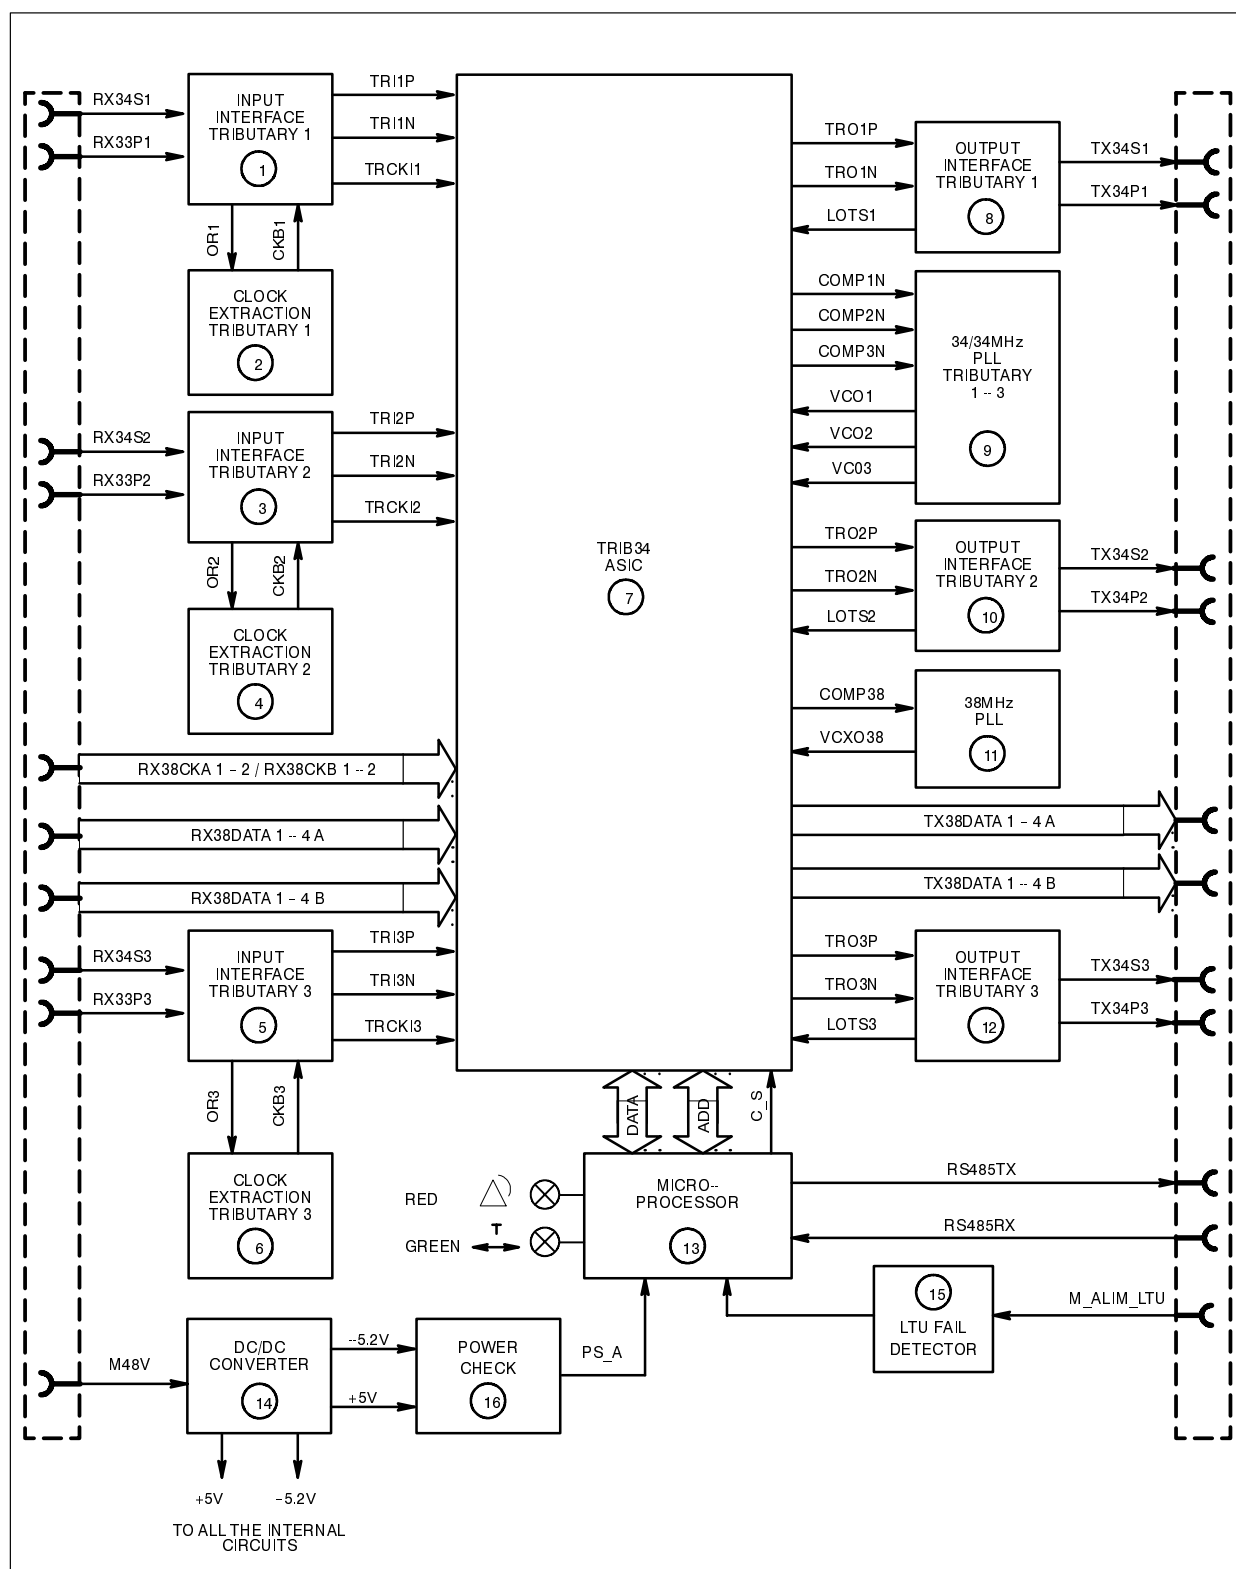 RX34S1
RX33P1
INPUT
INTERFACE
TRIBUTARY 1
1
TRI1P
TRI1N
TRCKI1
OR1
CKB1
CLOCK
EXTRACTION
TRIBUTARY 1
2
RX34S2
RX33P2
INPUT
INTERFACE
TRIBUTARY 2
3
TRI2P
TRI2N
TRCKI2
OR2
CKB2
CLOCK
EXTRACTION
TRIBUTARY 2
4
RX38CKA 1 - 2 / RX38CKB 1 -- 2
RX38DATA 1 -- 4 A
RX38DATA 1 - 4 B
RX34S3
RX33P3
INPUT
INTERFACE
TRIBUTARY 3
5
TRI3P
TRI3N
TRCKI3
OR3
CKB3
CLOCK
EXTRACTION
TRIBUTARY 3
6
TRIB34
ASIC
7
TRO1P
TRO1N
LOTS1
OUTPUT
INTERFACE
TRIBUTARY 1
8
TX34S1
TX34P1
COMP1N
COMP2N
COMP3N
VCO1
VCO2
VC03
34/34MHz
PLL
TRIBUTARY
1 -- 3
9
TRO2P
TRO2N
LOTS2
OUTPUT
INTERFACE
TRIBUTARY 2
10
TX34S2
TX34P2
COMP38
VCXO38
38MHz
PLL
11
TX38DATA 1 - 4 A
TX38DATA 1 -- 4 B
TRO3P
TRO3N
LOTS3
OUTPUT
INTERFACE
TRIBUTARY 3
12
TX34S3
TX34P3
DATA
ADD
C_S
RED
GREEN
T
MICRO--
PROCESSOR
13
RS485TX
RS485RX
15
LTU FAIL
DETECTOR
M_ALIM_LTU
M48V
DC/DC
CONVERTER
14
--5.2V
+5V
POWER
CHECK
16
PS_A
+5V
-5.2V
TO ALL THE INTERNAL
CIRCUITS